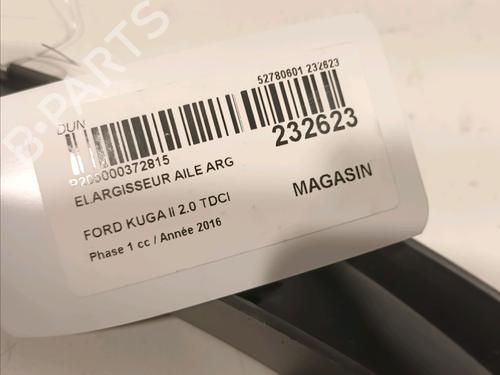 B-PARTS
DUN
52780601 232623
232623
B200000372815
ELARGISSEUR AILE ARG
MAGASIN
FORD KUGA II 2.0 TDCI
Phase 1 cc / Année 2016